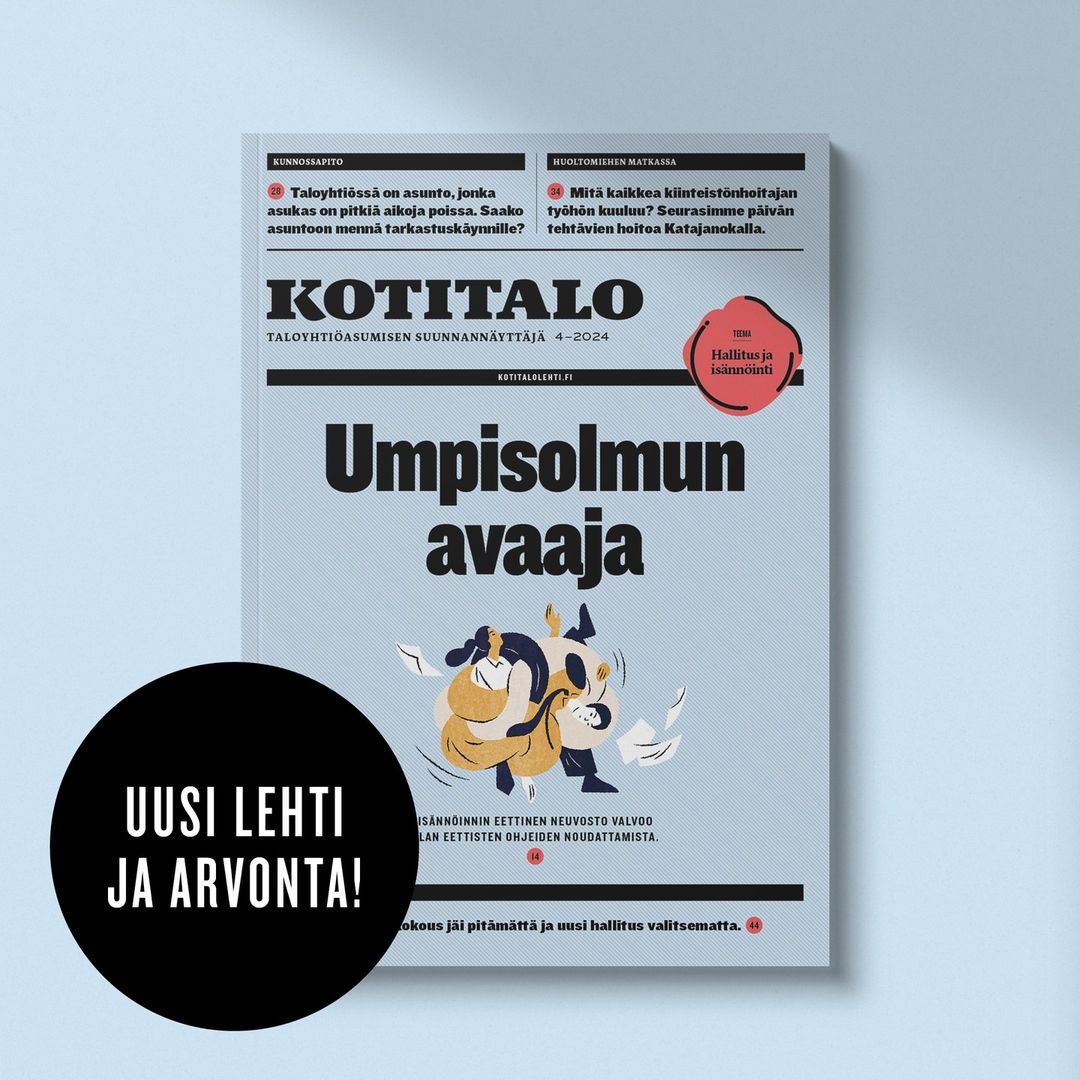 KUNNOSSAPITO
28 Taloyhtiössä on asunto, jonka
asukas on pitkiä aikoja poissa. Saako
asuntoon mennä tarkastuskäynnille?
HUOLTOMIEHEN MATKASSA
34 Mitä kaikkea kiinteistönhoitajan
työhön kuuluu? Seurasimme päivän
tehtävien hoitoa Katajanokalla.
KOTITALO
TALOYHTIÖASUMISEN SUUNNANNÄYTTÄJÄ 4–2024
TEEMA
Hallitus ja
isännöinti
KOTITALOLEHTI.FI
Umpisolmun
avaaja
ISÄNNÖINNIN EETTINEN NEUVOSTO VALVOO
EETTISTEN OHJEIDEN NOUDATTAMISTA.
14
jäi pitämättä ja uusi hallitus valitsematta. 44
UUSI LEHTI
JA ARVONTA!